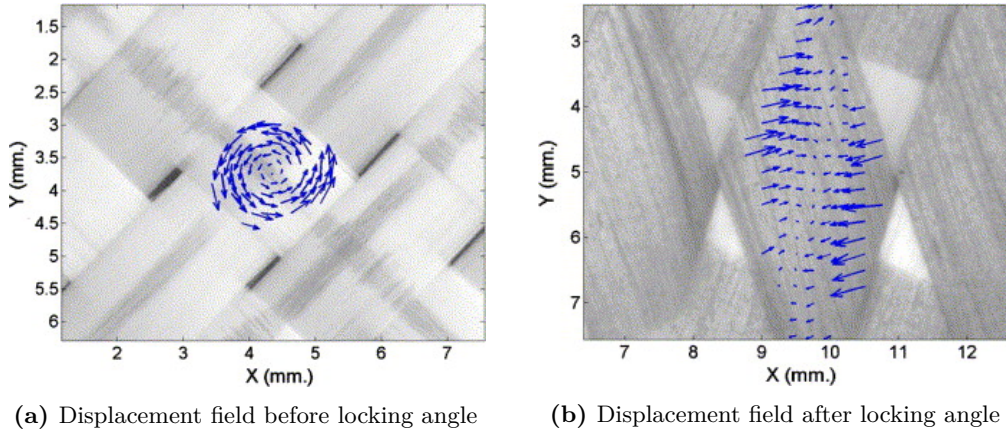 1.5
2
2.5
3
3.5
4
4.5
5
5.5
6
Y (mm.)
2 3 4 5 6 7
X (mm.)
(a) Displacement field before locking angle
3
4
5
6
7
Y (mm.)
7 8 9 10 11 12
X (mm.)
(b) Displacement field after locking angle